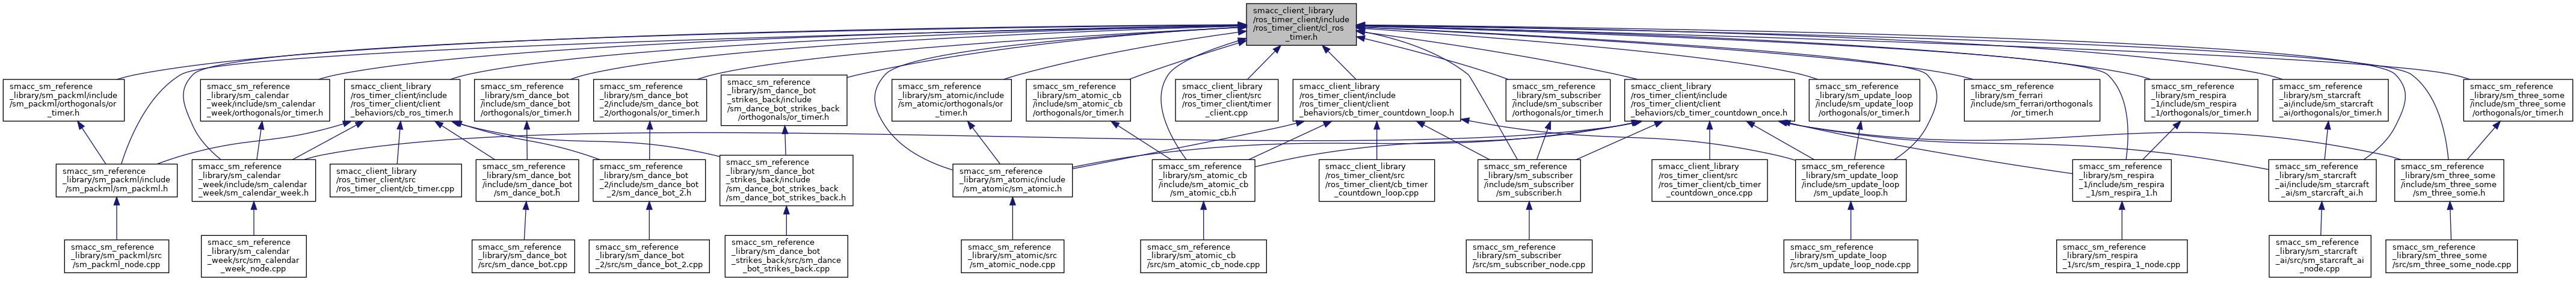 smacc_client_library
/ros_timer_client/include
/ros_timer_client/cl_ros
_timer.h
smacc_sm_reference
_library/sm_packml/include
/sm_packml/orthogonals/or
_timer.h
smacc_sm_reference
_library/sm_calendar
_week/include/sm_calendar
_week/orthogonals/or_timer.h
smacc_client_library
/ros_timer_client/include
/ros_timer_client/client
_behaviors/cb_ros_timer.h
smacc_sm_reference
_library/sm_dance_bot
/include/sm_dance_bot
/orthogonals/or_timer.h
smacc_sm_reference
_library/sm_dance_bot
_2/include/sm_dance_bot
_2/orthogonals/or_timer.h
smacc_sm_reference
_library/sm_dance_bot
_strikes_back/include
/sm_dance_bot_strikes_back
/orthogonals/or_timer.h
smacc_sm_reference
_library/sm_atomic/include
/sm_atomic/orthogonals/or
_timer.h
smacc_sm_reference
_library/sm_atomic_cb
/include/sm_atomic_cb
/orthogonals/or_timer.h
smacc_client_library
/ros_timer_client/src
/ros_timer_client/timer
_client.cpp
smacc_client_library
/ros_timer_client/include
/ros_timer_client/client
_behaviors/cb_timer_countdown_loop.h
smacc_sm_reference
_library/sm_subscriber
/include/sm_subscriber
/orthogonals/or_timer.h
smacc_client_library
/ros_timer_client/include
/ros_timer_client/client
_behaviors/cb_timer_countdown_once.h
smacc_sm_reference
_library/sm_update_loop
/include/sm_update_loop
/orthogonals/or_timer.h
smacc_sm_reference
_library/sm_ferrari
/include/sm_ferrari/orthogonals
/or_timer.h
smacc_sm_reference
_library/sm_respira
_1/include/sm_respira
_1/orthogonals/or_timer.h
smacc_sm_reference
_library/sm_starcraft
_ai/include/sm_starcraft
_ai/orthogonals/or_timer.h
smacc_sm_reference
_library/sm_three_some
/include/sm_three_some
/orthogonals/or_timer.h
smacc_sm_reference
_library/sm_packml/include
/sm_packml/sm_packml.h
smacc_sm_reference
_library/sm_calendar
_week/include/sm_calendar
_week/sm_calendar_week.h
smacc_client_library
/ros_timer_client/src
/ros_timer_client/cb_timer.cpp
smacc_sm_reference
_library/sm_dance_bot
/include/sm_dance_bot
/sm_dance_bot.h
smacc_sm_reference
_library/sm_dance_bot
_2/include/sm_dance_bot
_2/sm_dance_bot_2.h
smacc_sm_reference
_library/sm_dance_bot
_strikes_back/include
/sm_dance_bot_strikes_back
/sm_dance_bot_strikes_back.h
smacc_sm_reference
_library/sm_atomic/include
/sm_atomic/sm_atomic.h
smacc_sm_reference
_library/sm_atomic_cb
/include/sm_atomic_cb
/sm_atomic_cb.h
smacc_client_library
/ros_timer_client/src
/ros_timer_client/cb_timer
_countdown_loop.cpp
smacc_sm_reference
_library/sm_subscriber
/include/sm_subscriber
/sm_subscriber.h
smacc_client_library
/ros_timer_client/src
/ros_timer_client/cb_timer
_countdown_once.cpp
smacc_sm_reference
_library/sm_update_loop
/include/sm_update_loop
/sm_update_loop.h
smacc_sm_reference
_library/sm_respira
_1/include/sm_respira
_1/sm_respira_1.h
smacc_sm_reference
_library/sm_starcraft
_ai/include/sm_starcraft
_ai/sm_starcraft_ai.h
smacc_sm_reference
_library/sm_three_some
/include/sm_three_some
/sm_three_some.h
smacc_sm_reference
_library/sm_packml/src
/sm_packml_node.cpp
smacc_sm_reference
_library/sm_calendar
_week/src/sm_calendar
_week_node.cpp
smacc_sm_reference
_library/sm_dance_bot
/src/sm_dance_bot.cpp
smacc_sm_reference
_library/sm_dance_bot
_2/src/sm_dance_bot_2.cpp
smacc_sm_reference
_library/sm_dance_bot
_strikes_back/src/sm_dance
_bot_strikes_back.cpp
smacc_sm_reference
_library/sm_atomic/src
/sm_atomic_node.cpp
smacc_sm_reference
_library/sm_atomic_cb
/src/sm_atomic_cb_node.cpp
smacc_sm_reference
_library/sm_subscriber
/src/sm_subscriber_node.cpp
smacc_sm_reference
_library/sm_update_loop
/src/sm_update_loop_node.cpp
smacc_sm_reference
_library/sm_respira
_1/src/sm_respira_1_node.cpp
smacc_sm_reference
_library/sm_starcraft
_ai/src/sm_starcraft_ai
_node.cpp
smacc_sm_reference
_library/sm_three_some
/src/sm_three_some_node.cpp